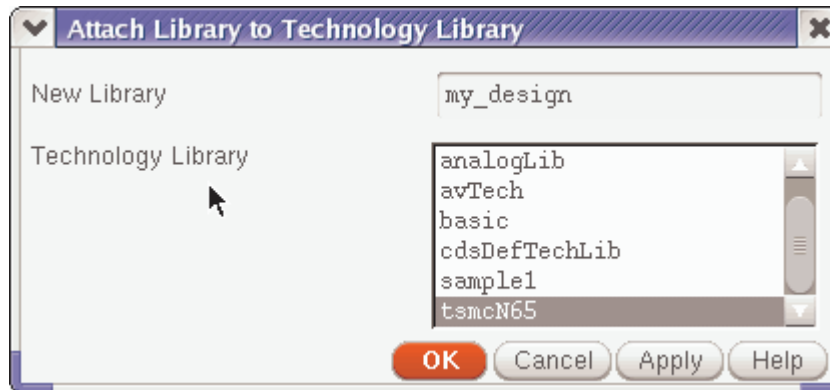 Attach Library to Technology Library
New Library my_design
Technology Library
analogLib
avTech
basic
cdsDefTechLib
sample1
tsmcN65
OK Cancel Apply Help